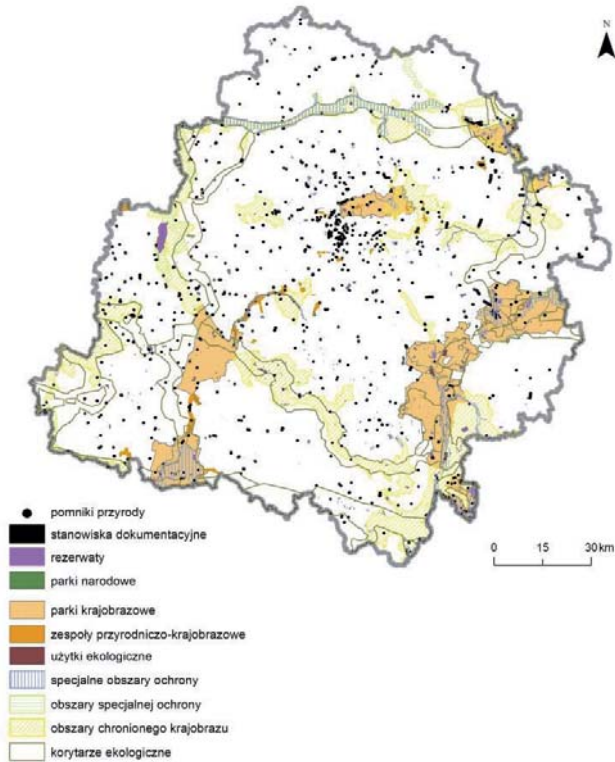 N
pomniki przyrody
stanowiska dokumentacyjne
rezerwaty
parki narodowe
0 15 30 km
parki krajobrazowe
zespoły przyrodniczo-krajobrazowe
użytki ekologiczne
specjalne obszary ochrony
obszary specjalnej ochrony
obszary chronionego krajobrazu
korytarze ekologiczne